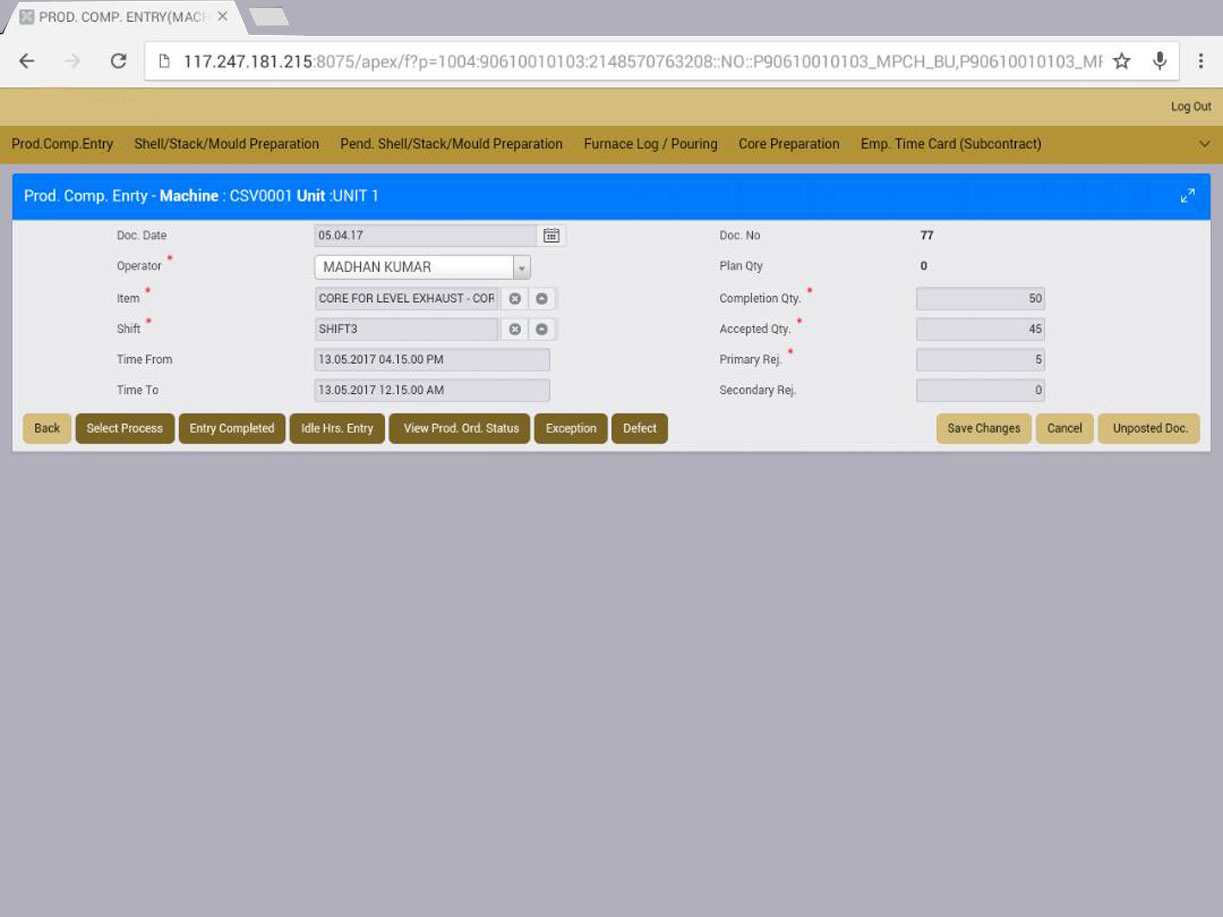 PROD. COMP. ENTRY(MACH
117.247.181.215:8075/apex/f?p=1004:90610010103:2148570763208::NO::P90610010103_MPCH_BU,P90610010103_MF
Log Out
Prod.Comp.Entry Shell/Stack/Mould Preparation Pend. Shell/Stack/Mould Preparation Furnace Log / Pouring Core Preparation Emp. Time Card (Subcontract)
Prod. Comp. Enrty - Machine : CSV0001 Unit :UNIT 1
Doc. Date 05.04.17 Doc. No 77
Operator * MADHAN KUMAR Plan Qty 0
Item * CORE FOR LEVEL EXHAUST - COR Completion Qty. * 50
Shift * SHIFT3 Accepted Qty. * 45
Time From 13.05.2017 04.15.00 PM Primary Rej. * 5
Time To 13.05.2017 12.15.00 AM Secondary Rej. 0
Back Select Process Entry Completed Idle Hrs. Entry View Prod. Ord. Status Exception Defect Save Changes Cancel Unposted Doc.